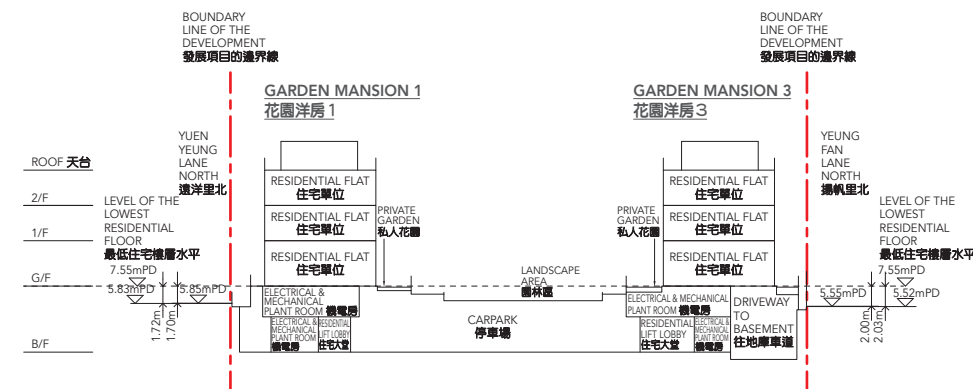 BOUNDARY
LINE OF THE
DEVELOPMENT
發展項目的邊界線
BOUNDARY
LINE OF THE
DEVELOPMENT
發展項目的邊界線
GARDEN MANSION 1
花園洋房1
GARDEN MANSION 3
花園洋房3
YUEN
YEUNG
LANE
NORTH
遠洋里北
YEUNG
FAN
LANE
NORTH
揚帆里北
ROOF 天台
2/F
1/F
G/F
B/F
LEVEL OF THE
LOWEST
RESIDENTIAL
FLOOR
最低住宅樓層水平
7.55mPD
5.83mPD
5.85mPD
1.72m
1.70m
RESIDENTIAL FLAT
住宅單位
RESIDENTIAL FLAT
住宅單位
RESIDENTIAL FLAT
住宅單位
PRIVATE
GARDEN
私人花園
ELECTRICAL &
MECHANICAL
PLANT ROOM 機電房
ELECTRICAL &
MECHANICAL
PLANT ROOM
機電房
RESIDENTIAL
LIFT LOBBY
住宅大堂
LANDSCAPE
AREA
園林區
CARPARK
停車場
PRIVATE
GARDEN
私人花園
RESIDENTIAL FLAT
住宅單位
RESIDENTIAL FLAT
住宅單位
RESIDENTIAL FLAT
住宅單位
ELECTRICAL & MECHANICAL
PLANT ROOM 機電房
RESIDENTIAL
LIFT LOBBY
住宅大堂
ELECTRICAL &
MECHANICAL
PLANT ROOM
機電房
DRIVEWAY
TO
BASEMENT
往地庫車道
LEVEL OF THE
LOWEST
RESIDENTIAL
FLOOR
最低住宅樓層水平
7.55mPD
5.55mPD
5.52mPD
2.00m
2.03m